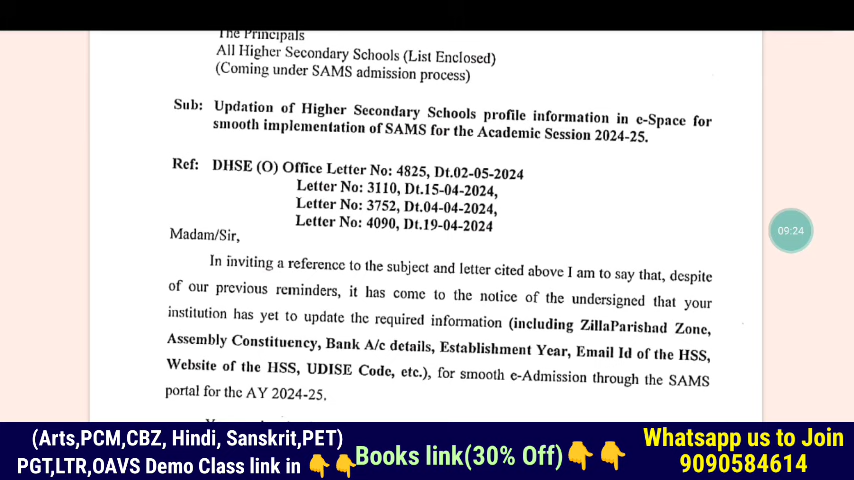 The Principals
All Higher Secondary Schools (List Enclosed)
(Coming under SAMS admission process)
Sub: Updation of Higher Secondary Schools profile information in e-Space for
smooth implementation of SAMS for the Academic Session 2024-25.
Ref: DHSE (O) Office Letter No: 4825, Dt.02-05-2024
Letter No: 3110, Dt.15-04-2024,
Letter No: 3752, Dt.04-04-2024,
Letter No: 4090, Dt.19-04-2024
Madam/Sir,
In inviting a reference to the subject and letter cited above I am to say that, despite
of our previous reminders, it has come to the notice of the undersigned that your
institution has yet to update the required information (including ZillaParishad Zone,
Assembly Constituency, Bank A/c details, Establishment Year, Email Id of the HSS,
Website of the HSS, UDISE Code, etc.), for smooth e-Admission through the SAMS
portal for the AY 2024-25.
09:24
(Arts,PCM,CBZ, Hindi, Sanskrit,PET)
PGT,LTR,OAVS Demo Class link in 👇👇
Books link(30% Off)👇👇
Whatsapp us to Join
9090584614